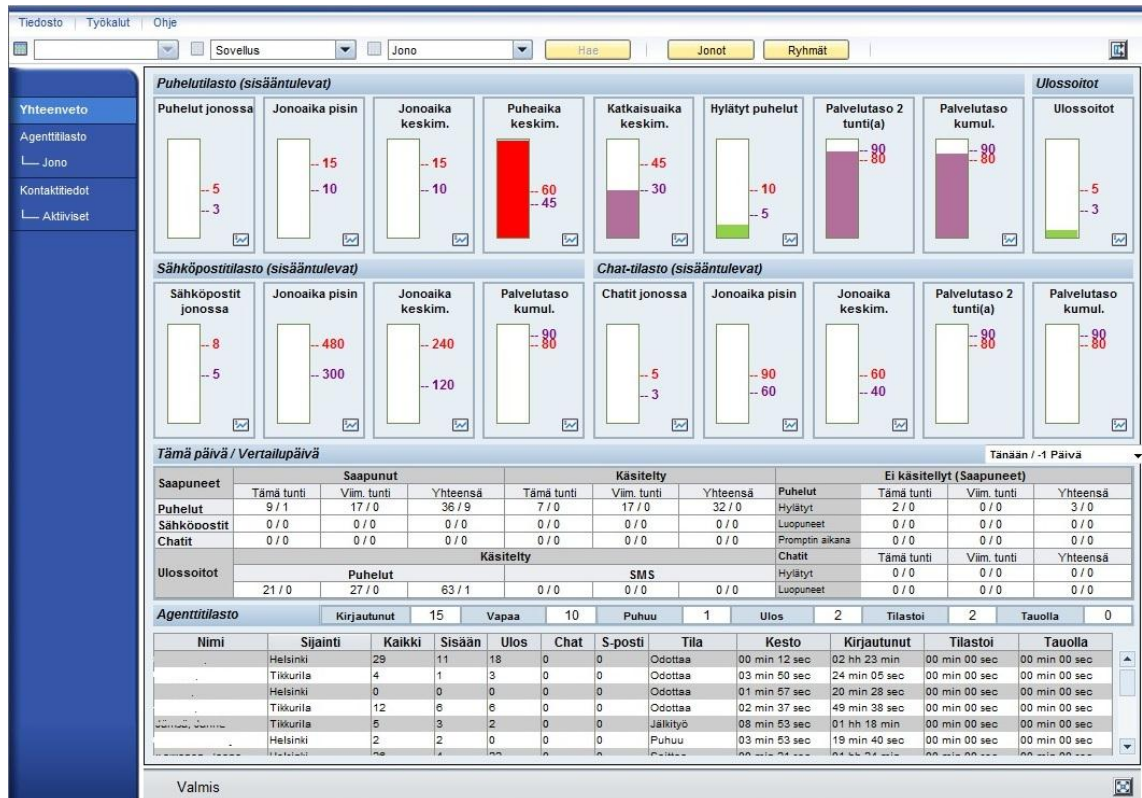 Tiedosto Työkalut Ohje
Sovellus Jono Hae Jonot Ryhmät
Yhteenveto
Agenttitilasto
Jono
Kontaktitiedot
Aktiiviset
Puhelutilasto (sisääntulevat) Ulossoitot
Puhelut jonossa Jonoaika pisin Jonoaika keskim. Puheaika keskim. Katkaisuaika keskim. Hylätyt puhelut Palvelutaso 2 tunti(a) Palvelutaso kumul. Ulossoitot
-- 5 -- 15 -- 15 -- 60 -- 45 -- 10 -- 90 -- 90 -- 5
-- 3 -- 10 -- 10 -- 45 -- 30 -- 5 -- 80 -- 80 -- 3
Sähköpostitilasto (sisääntulevat) Chat-tilasto (sisääntulevat)
Sähköpostit jonossa Jonoaika pisin Jonoaika keskim. Palvelutaso kumul. Chatit jonossa Jonoaika pisin Jonoaika keskim. Palvelutaso 2 tunti(a) Palvelutaso kumul.
-- 8 -- 480 -- 240 -- 90 -- 5 -- 90 -- 60 -- 90 -- 90
-- 5 -- 300 -- 120 -- 80 -- 3 -- 60 -- 40 -- 80 -- 80
Tämä päivä / Vertailupäivä Tänään / -1 Päivä
Saapuneet Saapunut Käsitelty Ei käsitellyt (Saapuneet)
Tämä tunti Viim. tunti Yhteensä Tämä tunti Viim. tunti Yhteensä Puhelut Tämä tunti Viim. tunti Yhteensä
Puhelut 9 / 1 17 / 0 36 / 9 7 / 0 17 / 0 32 / 0 Hylätyt 2 / 0 0 / 0 3 / 0
Sähköpostit 0 / 0 0 / 0 0 / 0 0 / 0 0 / 0 0 / 0 Luopuneet 0 / 0 0 / 0 0 / 0
Chatit 0 / 0 0 / 0 0 / 0 0 / 0 0 / 0 0 / 0 Promptin aikana 0 / 0 0 / 0 0 / 0
Ulossoitot Käsitelty Chatit Tämä tunti Viim. tunti Yhteensä
Puhelut SMS Hylätyt 0 / 0 0 / 0 0 / 0
21 / 0 27 / 0 63 / 1 0 / 0 0 / 0 0 / 0 Luopuneet 0 / 0 0 / 0 0 / 0
Agenttitilasto Kirjautunut 15 Vapaa 10 Puhuu 1 Ulos 2 Tilastoi 2 Tauolla 0
Nimi Sijainti Kaikki Sisään Ulos Chat S-posti Tila Kesto Kirjautunut Tilastoi Tauolla
Helsinki 29 11 18 0 0 Odottaa 00 min 12 sec 02 hh 23 min 00 min 00 sec 00 min 00 sec
Tikkurila 4 1 3 0 0 Odottaa 03 min 50 sec 24 min 05 sec 00 min 00 sec 00 min 00 sec
Helsinki 0 0 0 0 0 Odottaa 01 min 57 sec 20 min 28 sec 00 min 00 sec 00 min 00 sec
Tikkurila 12 6 6 0 0 Odottaa 02 min 37 sec 49 min 38 sec 00 min 00 sec 00 min 00 sec
Tikkurila 5 3 2 0 0 Jälkityö 08 min 53 sec 01 hh 18 min 00 min 00 sec 00 min 00 sec
Helsinki 2 2 0 0 0 Puhuu 03 min 53 sec 19 min 40 sec 00 min 00 sec 00 min 00 sec
Valmis